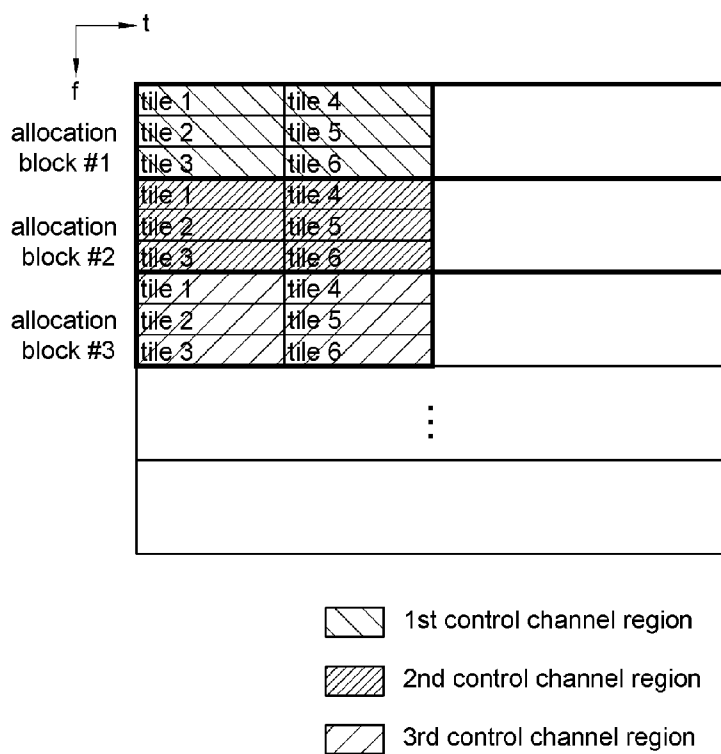 t
f
allocation
block #1
tile 1 tile 4
tile 2 tile 5
tile 3 tile 6
allocation
block #2
tile 1 tile 4
tile 2 tile 5
tile 3 tile 6
allocation
block #3
tile 1 tile 4
tile 2 tile 5
tile 3 tile 6
1st control channel region
2nd control channel region
3rd control channel region